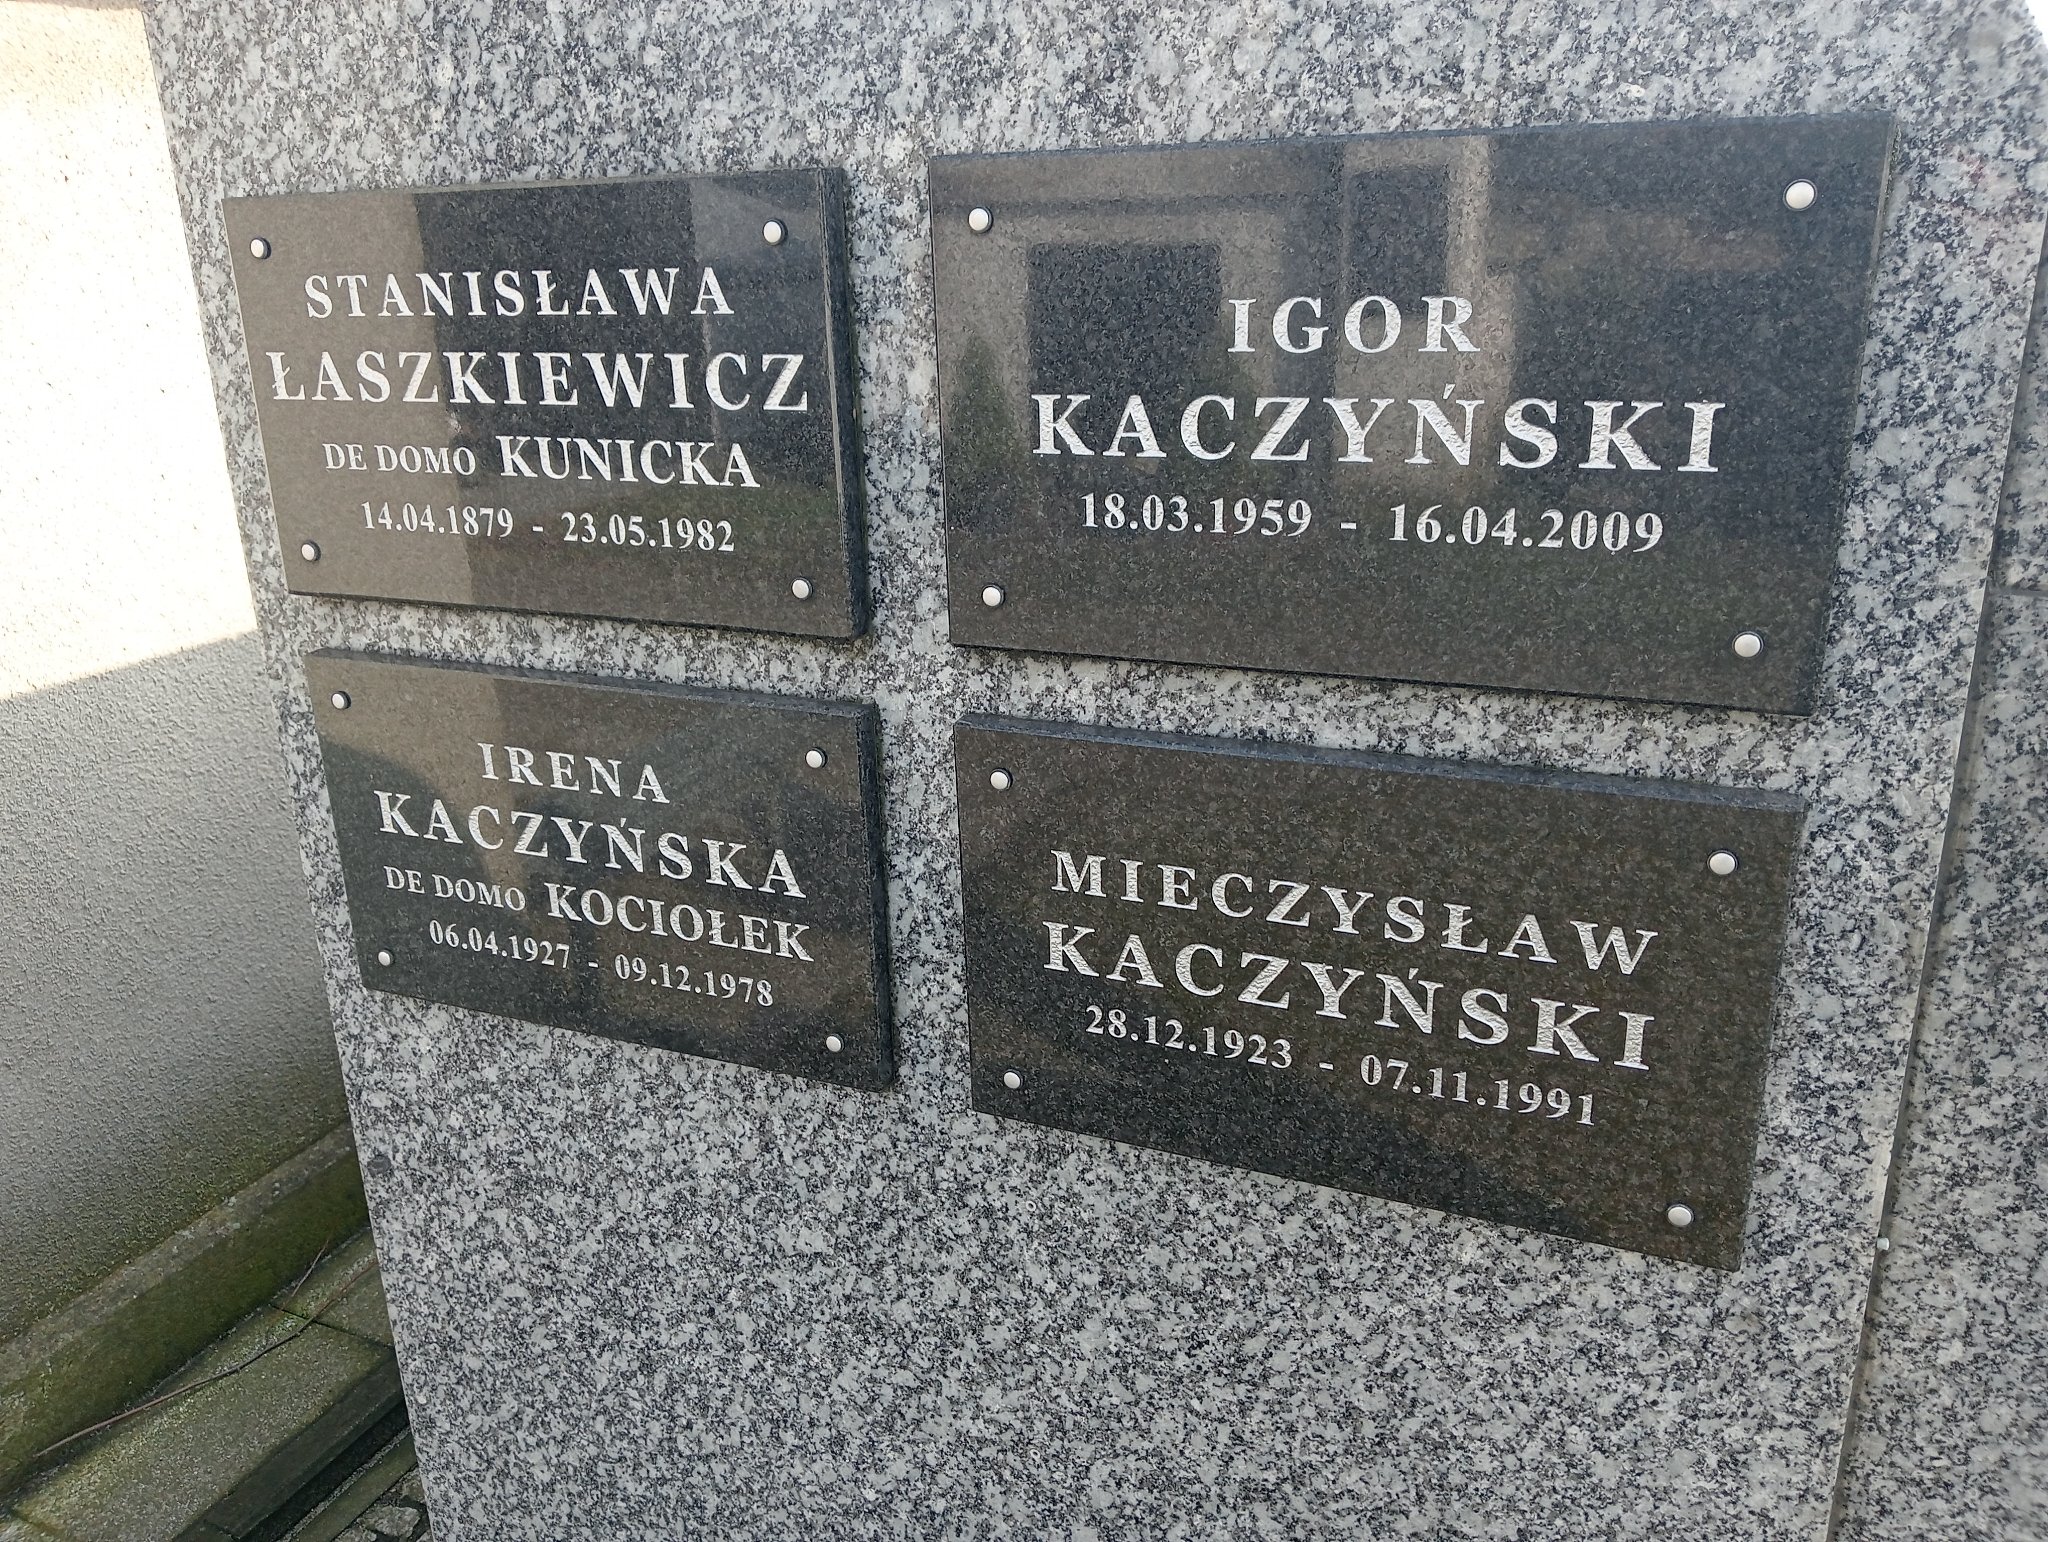 STANISŁAWA
ŁASZKIEWICZ
DE DOMO KUNICKA
14.04.1879 - 23.05.1982
IGOR
KACZYŃSKI
18.03.1959 - 16.04.2009
IRENA
KACZYŃSKA
DE DOMO KOCIOŁEK
06.04.1927 - 09.12.1978
MIECZYSŁAW
KACZYŃSKI
28.12.1923 - 07.11.1991